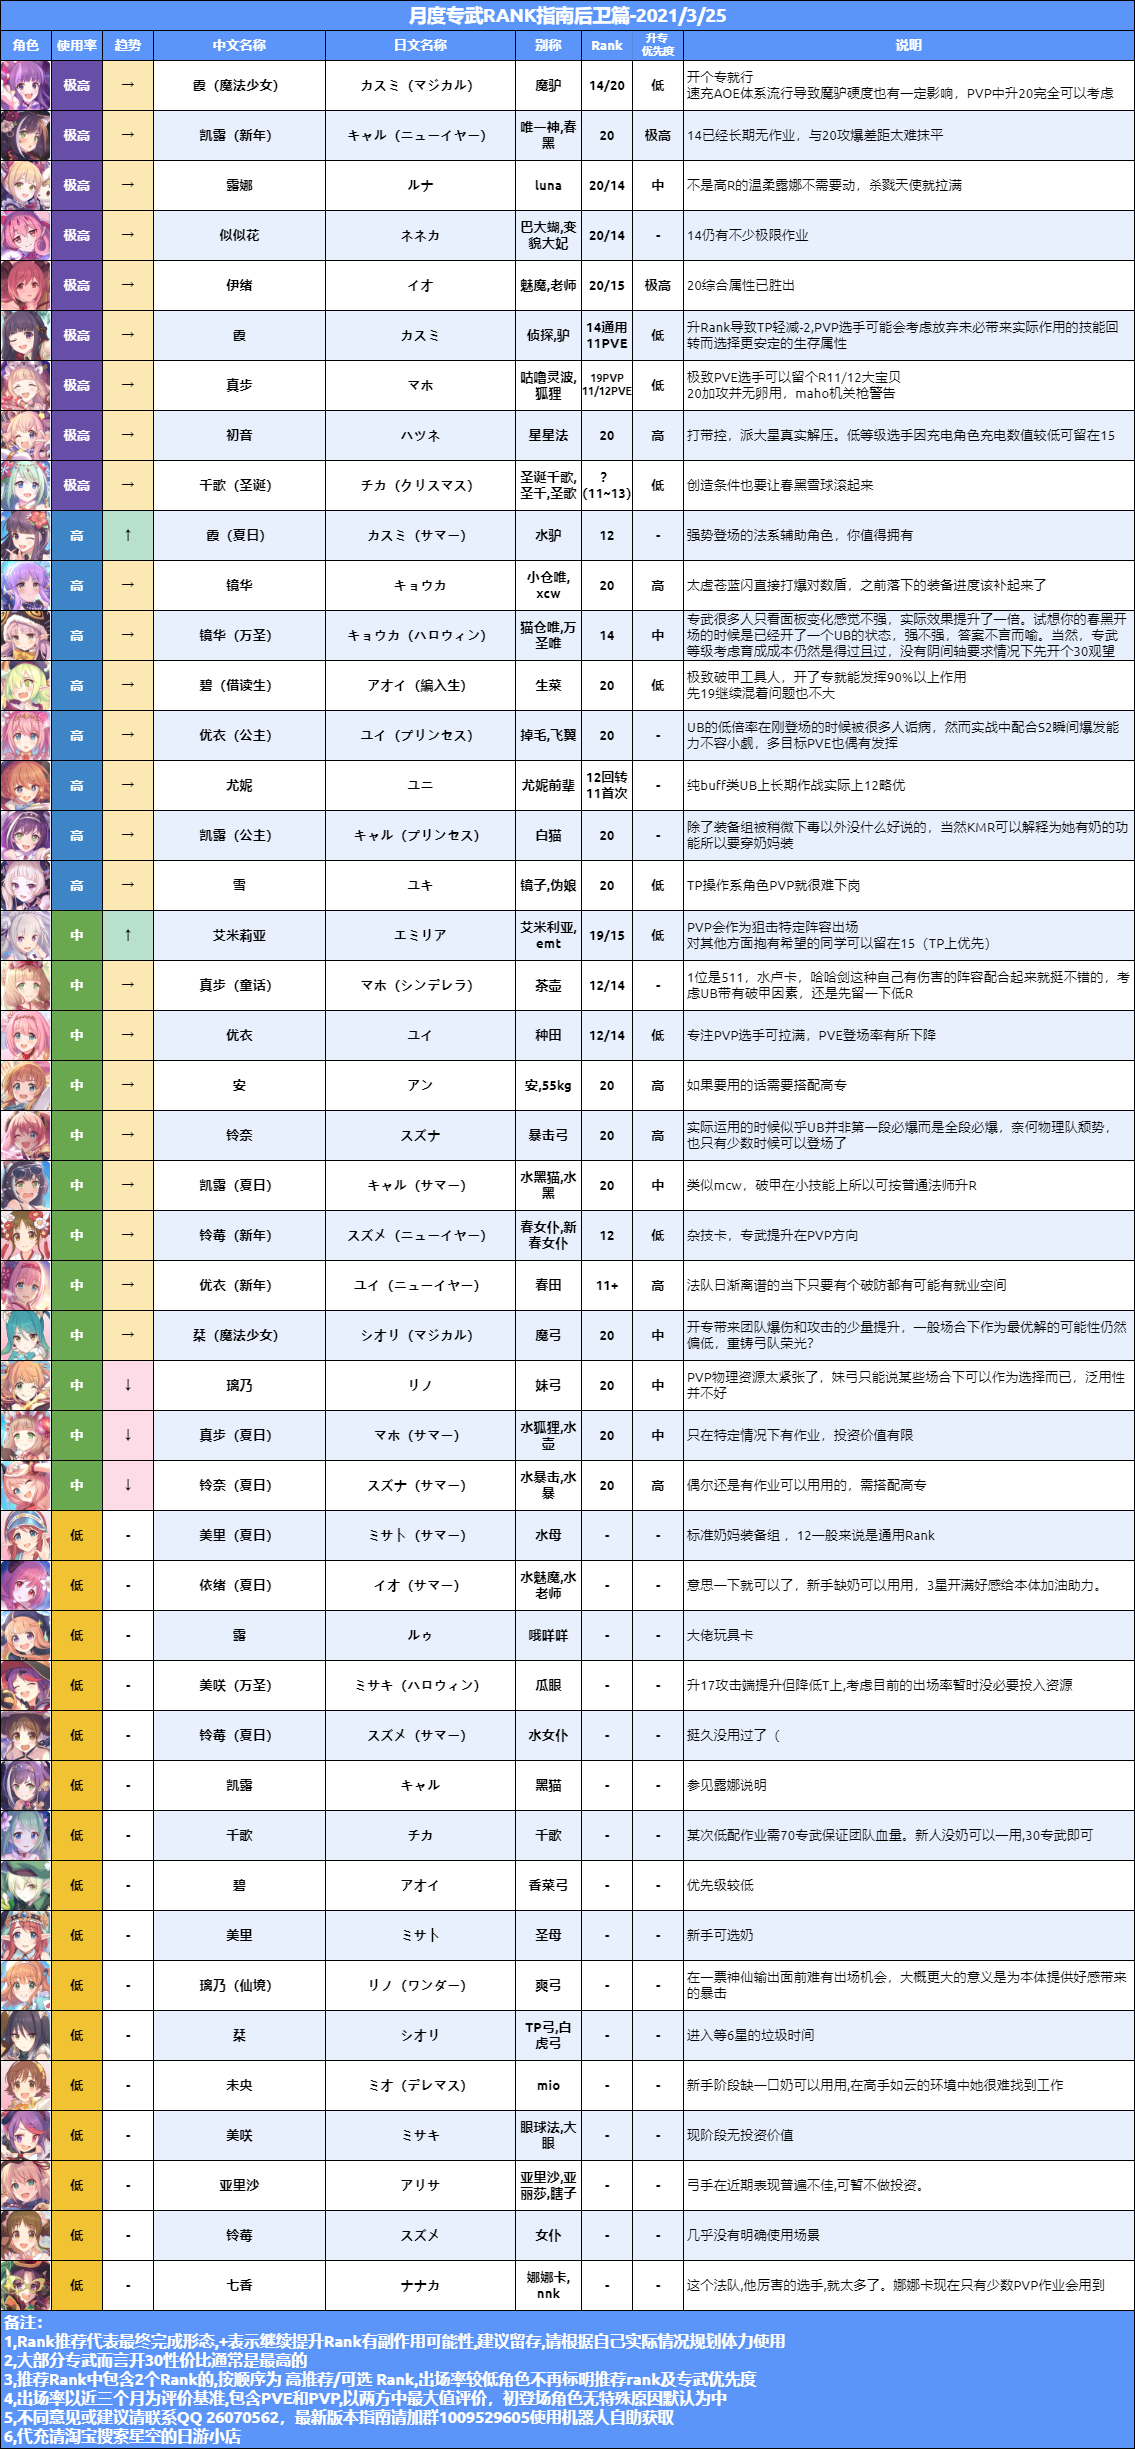 月度专武RANK指南后卫篇-2021/3/25
角色 使用率 趋势 中文名称 日文名称 别称 Rank 升专优先度 说明
极高 → 霞（魔法少女） カスミ（マジカル） 魔驴 14/20 低 开个专就行
速充AOE体系流行导致魔驴硬度也有一定影响，PVP中升20完全可以考虑
极高 → 凯露（新年） キャル（ニューイヤー） 唯一神,春黑 20 极高 14已经长期无作业，与20攻爆差距太难抹平
极高 → 露娜 ルナ luna 20/14 中 不是高R的温柔露娜不需要动，杀戮天使就拉满
极高 → 似似花 ネネカ 巴大蝴,变貌大妃 20/14 - 14仍有不少极限作业
极高 → 伊绪 イオ 魅魔,老师 20/15 极高 20综合属性已胜出
极高 → 霞 カスミ 侦探,驴 14通用 11PVE 低 升Rank导致TP轻减-2,PVP选手可能会考虑放弃未必带来实际作用的技能回
转而选择更安定的生存属性
极高 → 真步 マホ 咕噜灵波,狐狸 19PVP 11/12PVE 低 极致PVE选手可以留个R11/12大宝贝
20加攻并无卵用，maho机关枪警告
极高 → 初音 ハツネ 星星法 20 高 打带控，派大星真实解压。低等级选手因充电角色充电数值较低可留在15
极高 → 千歌（圣诞） チカ（クリスマス） 圣诞千歌,圣千,圣歌 ？(11~13) 低 创造条件也要让春黑雪球滚起来
高 ↑ 霞（夏日） カスミ（サマー） 水驴 12 - 强势登场的法系辅助角色，你值得拥有
高 → 镜华 キョウカ 小仓唯,xcw 20 高 太虚苍蓝闪直接打爆对数盾，之前落下的装备进度该补起来了
高 → 镜华（万圣） キョウカ（ハロウィン） 猫仓唯,万圣唯 14 中 专武很多人只看面板变化感觉不强，实际效果提升了一倍。试想你的春黑开
场的时候是已经开了一个UB的状态，强不强，答案不言而喻。当然，专武
等级考虑育成成本仍然是得过且过，没有阴间轴要求情况下先开个30观望
高 → 碧（借读生） アオイ（編入生） 生菜 20 低 极致破甲工具人，开了专就能发挥90%以上作用
先19继续混着问题也不大
高 → 优衣（公主） ユイ（プリンセス） 掉毛,飞翼 20 - UB的低倍率在刚登场的时候被很多人诟病，然而实战中配合S2瞬间爆发能
力不容小觑，多目标PVE也偶有发挥
高 → 尤妮 ユニ 尤妮前辈 12回转 11首次 - 纯buff类UB上长期作战实际上12略优
高 → 凯露（公主） キャル（プリンセス） 白猫 20 - 除了装备组被稍微下毒以外没什么好说的，当然KMR可以解释为她有奶的功
能所以要穿奶妈装
高 → 雪 ユキ 镜子,伪娘 20 低 TP操作系角色PVP就很难下岗
中 ↑ 艾米莉亚 エミリア 艾米利亚,emt 19/15 低 PVP会作为狙击特定阵容出场
对其他方面抱有希望的同学可以留在15（TP上优先）
中 → 真步（童话） マホ（シンデレラ） 茶壶 12/14 - 1位是511，水卢卡，哈哈剑这种自己有伤害的阵容配合起来就挺不错的，考
虑UB带有破甲因素，还是先留一下低R
中 → 优衣 ユイ 种田 12/14 低 专注PVP选手可拉满，PVE登场率有所下降
中 → 安 アン 安,55kg 20 高 如果要用的话需要搭配高专
中 → 铃奈 スズナ 暴击弓 20 高 实际运用的时候似乎UB并非第一段必爆而是全段必爆，奈何物理队颓势，
也只有少数时候可以登场了
中 → 凯露（夏日） キャル（サマー） 水黑猫,水黑 20 中 类似mcw，破甲在小技能上所以可按普通法师升R
中 → 铃莓（新年） スズメ（ニューイヤー） 春女仆,新春女仆 12 低 杂技卡，专武提升在PVP方向
中 → 优衣（新年） ユイ（ニューイヤー） 春田 11+ 高 法队日渐离谱的当下只要有个破防都有可能有就业空间
中 → 栞（魔法少女） シオリ（マジカル） 魔弓 20 中 开专带来团队爆伤和攻击的少量提升，一般场合下作为最优解的可能性仍然
偏低，重铸弓队荣光？
中 ↓ 璃乃 リノ 妹弓 20 中 PVP物理资源太紧张了，妹弓只能说某些场合下可以作为选择而已，泛用性
并不好
中 ↓ 真步（夏日） マホ（サマー） 水狐狸,水壶 20 中 只在特定情况下有作业，投资价值有限
中 ↓ 铃奈（夏日） スズナ（サマー） 水暴击,水暴 20 高 偶尔还是有作业可以用用的，需搭配高专
低 - 美里（夏日） ミサト（サマー） 水母 - - 标准奶妈装备组 ，12一般来说是通用Rank
低 - 依绪（夏日） イオ（サマー） 水魅魔,水老师 - - 意思一下就可以了，新手缺奶可以用用，3星开满好感给本体加油助力。
低 - 露 ルゥ 哦咩咩 - - 大佬玩具卡
低 - 美咲（万圣） ミサキ（ハロウィン） 瓜眼 - - 升17攻击端提升但降低T上,考虑目前的出场率暂时没必要投入资源
低 - 铃莓（夏日） スズメ（サマー） 水女仆 - - 挺久没用过了（
低 - 凯露 キャル 黑猫 - - 参见露娜说明
低 - 千歌 チカ 千歌 - - 某次低配作业需70专武保证团队血量。新人没奶可以一用,30专武即可
低 - 碧 アオイ 香菜弓 - - 优先级较低
低 - 美里 ミサト 圣母 - - 新手可选奶
低 - 璃乃（仙境） リノ（ワンダー） 爽弓 - - 在一票神仙输出面前难有出场机会，大概更大的意义是为本体提供好感带来
的暴击
低 - 栞 シオリ TP弓,白虎弓 - - 进入等6星的垃圾时间
低 - 未央 ミオ（デレマス） mio - - 新手阶段缺一口奶可以用用,在高手如云的环境中她很难找到工作
低 - 美咲 ミサキ 眼球法,大眼 - - 现阶段无投资价值
低 - 亚里沙 アリサ 亚里沙,亚丽莎,瞎子 - - 弓手在近期表现普遍不佳,可暂不做投资。
低 - 铃莓 スズメ 女仆 - - 几乎没有明确使用场景
低 - 七香 ナナカ 娜娜卡,nnk - - 这个法队,他厉害的选手,就太多了。娜娜卡现在只有少数PVP作业会用到
备注：
1,Rank推荐代表最终完成形态,+表示继续提升Rank有副作用可能性,建议留存,请根据自己实际情况规划体力使用
2,大部分专武而言开30性价比通常是最高的
3,推荐Rank中包含2个Rank的,按顺序为 高推荐/可选 Rank,出场率较低角色不再标明推荐rank及专武优先度
4,出场率以近三个月为评价基准,包含PVE和PVP,以两方中最大值评价，初登场角色无特殊原因默认为中
5,不同意见或建议请联系QQ 26070562，最新版本指南请加群1009529605使用机器人自助获取
6,代充请淘宝搜索星空的日游小店